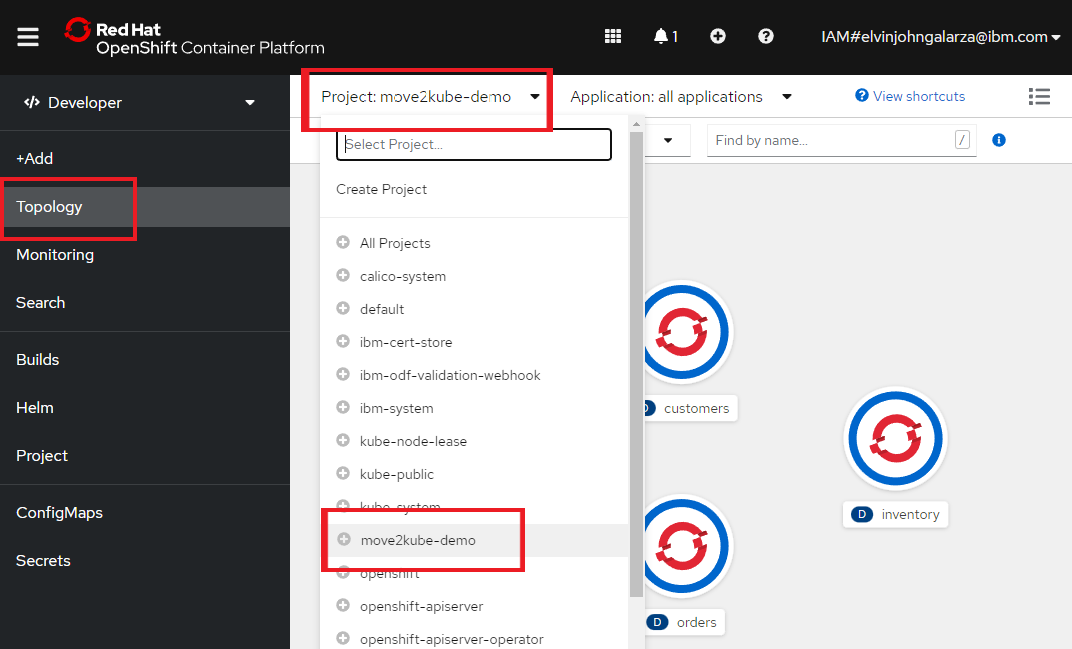 Red Hat
OpenShift Container Platform
1
IAM#elvinjohngalarza@ibm.com
</> Developer
+Add
Topology
Monitoring
Search
Builds
Helm
Project
ConfigMaps
Secrets
Project: move2kube-demo
Application: all applications
View shortcuts
Select Project...
Find by name...
/
Create Project
All Projects
calico-system
default
ibm-cert-store
ibm-odf-validation-webhook
ibm-system
kube-node-lease
kube-public
kube-system
move2kube-demo
openshift
openshift-apiserver
openshift-apiserver-operator
D customers
D inventory
D orders